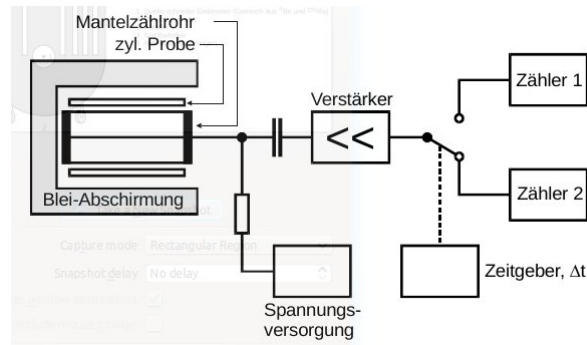 Mantelzählrohr
zyl. Probe
Verstärker
<<
Zähler 1
Zähler 2
Blei-Abschirmung
Spannungs-
versorgung
Zeitgeber, Δt
Capture mode Rectangular Region
Snapshot delay No delay